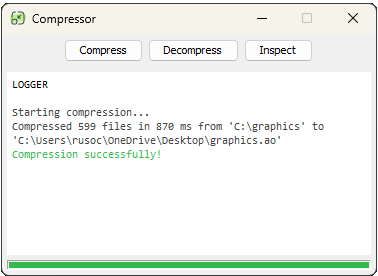 Compressor
Compress
Decompress
Inspect
LOGGER
Starting compression...
Compressed 599 files in 870 ms from 'C:\graphics' to
'C:\Users\rusoc\OneDrive\Desktop\graphics.ao'
Compression successfully!